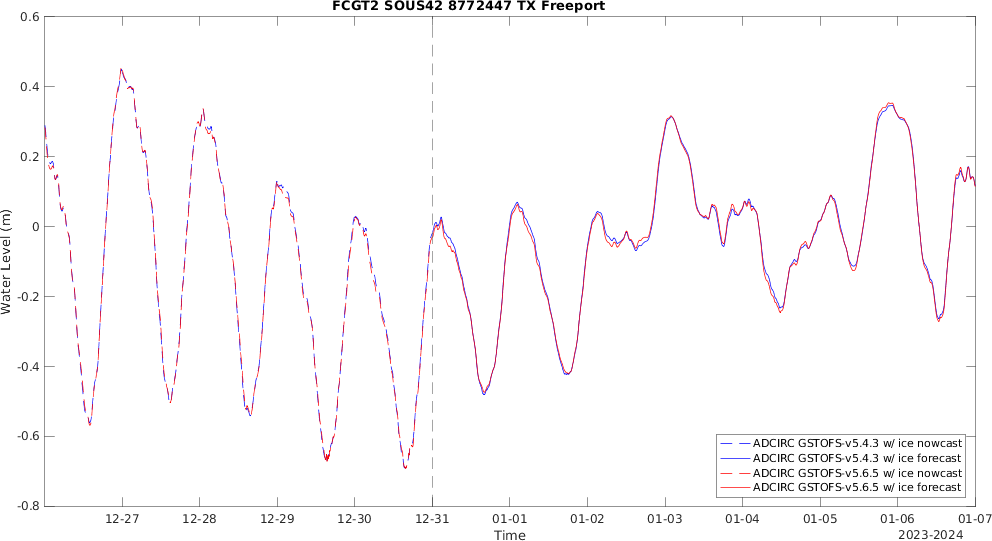 FCGT2 SOUS42 8772447 TX Freeport
0.6
0.4
0.2
0
-0.2
-0.4
-0.6
-0.8
Water Level (m)
ADCIRC GSTOFS-v5.4.3 w/ ice nowcast
ADCIRC GSTOFS-v5.4.3 w/ ice forecast
ADCIRC GSTOFS-v5.6.5 w/ ice nowcast
ADCIRC GSTOFS-v5.6.5 w/ ice forecast
12-27 12-28 12-29 12-30 12-31 01-01 01-02 01-03 01-04 01-05 01-06 01-07
Time
2023-2024